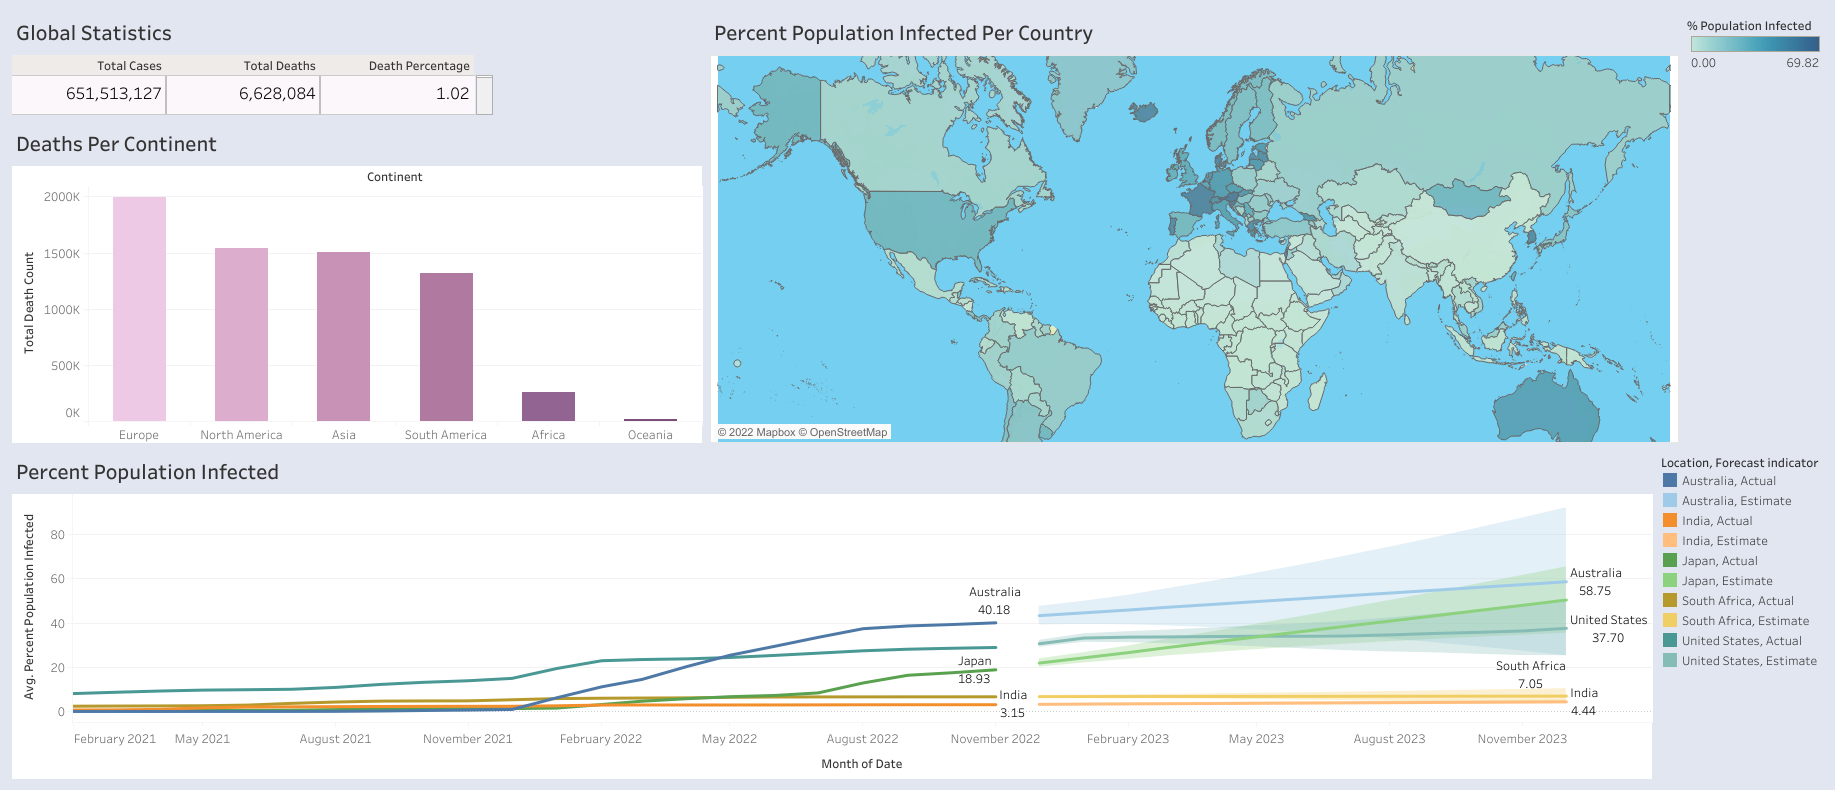 Global Statistics
Total Cases Total Deaths Death Percentage
651,513,127 6,628,084 1.02
Deaths Per Continent
Continent
Total Death Count
2000K
1500K
1000K
500K
0K
Europe North America Asia South America Africa Oceania
Percent Population Infected Per Country
© 2022 Mapbox © OpenStreetMap
% Population Infected
0.00 69.82
Percent Population Infected
Avg. Percent Population Infected
80
60
40
20
0
Australia
40.18
Japan
18.93
India
3.15
Australia
58.75
United States
37.70
South Africa
7.05
India
4.44
February 2021 May 2021 August 2021 November 2021 February 2022 May 2022 August 2022 November 2022 February 2023 May 2023 August 2023 November 2023
Month of Date
Location, Forecast indicator
Australia, Actual
Australia, Estimate
India, Actual
India, Estimate
Japan, Actual
Japan, Estimate
South Africa, Actual
South Africa, Estimate
United States, Actual
United States, Estimate